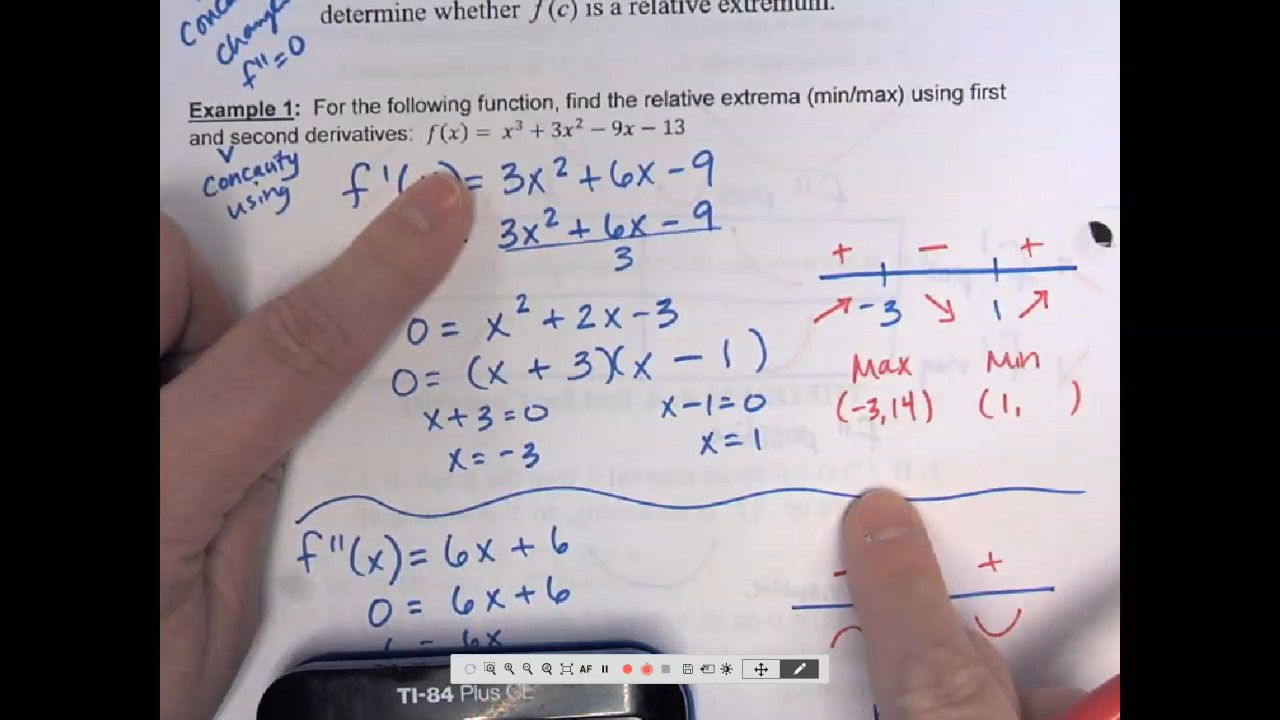 determine whether f(c) is a relative extremum.
change
f''=0
Example 1: For the following function, find the relative extrema (min/max) using first
and second derivatives: f(x) = x³ + 3x² − 9x − 13
Concavity
using
f'( )= 3x² + 6x − 9
3x² + 6x − 9
3
0 = x² + 2x − 3
0 = (x + 3)(x − 1)
x + 3 = 0
x − 1 = 0
x = −3
x = 1
+ − +
−3 1
Max Min
(−3, 14) (1, )
f''(x) = 6x + 6
0 = 6x + 6
6x
− +
AF
TI-84 Plus CE